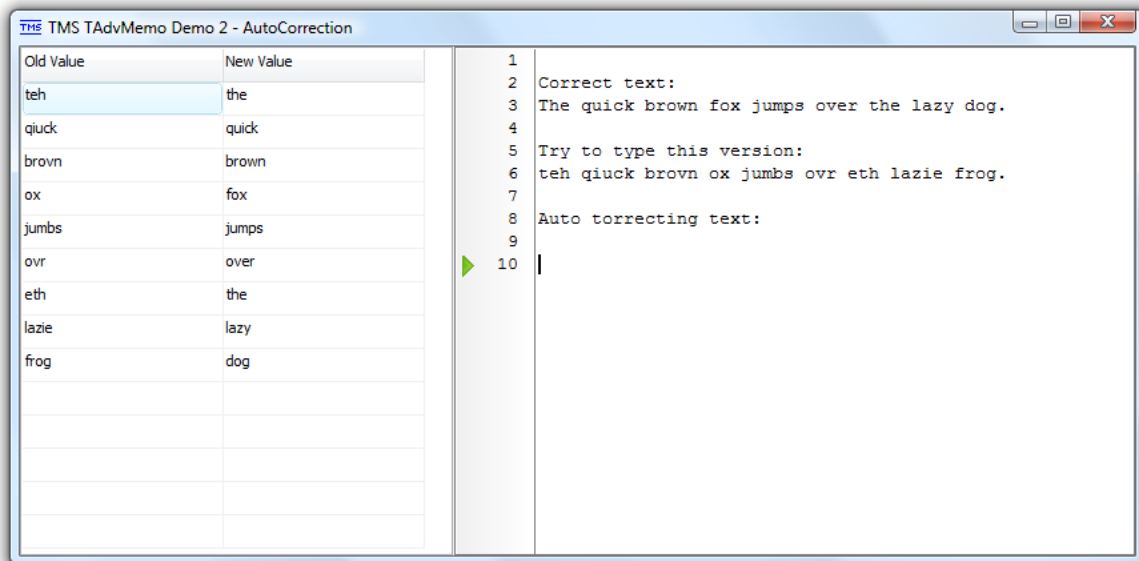 TMS TMS TAdvMemo Demo 2 - AutoCorrection
Old Value New Value
teh the
qiuck quick
brovn brown
ox fox
jumbs jumps
ovr over
eth the
lazie lazy
frog dog
1
2 Correct text:
3 The quick brown fox jumps over the lazy dog.
4
5 Try to type this version:
6 teh qiuck brovn ox jumbs ovr eth lazie frog.
7
8 Auto torrecting text:
9
10